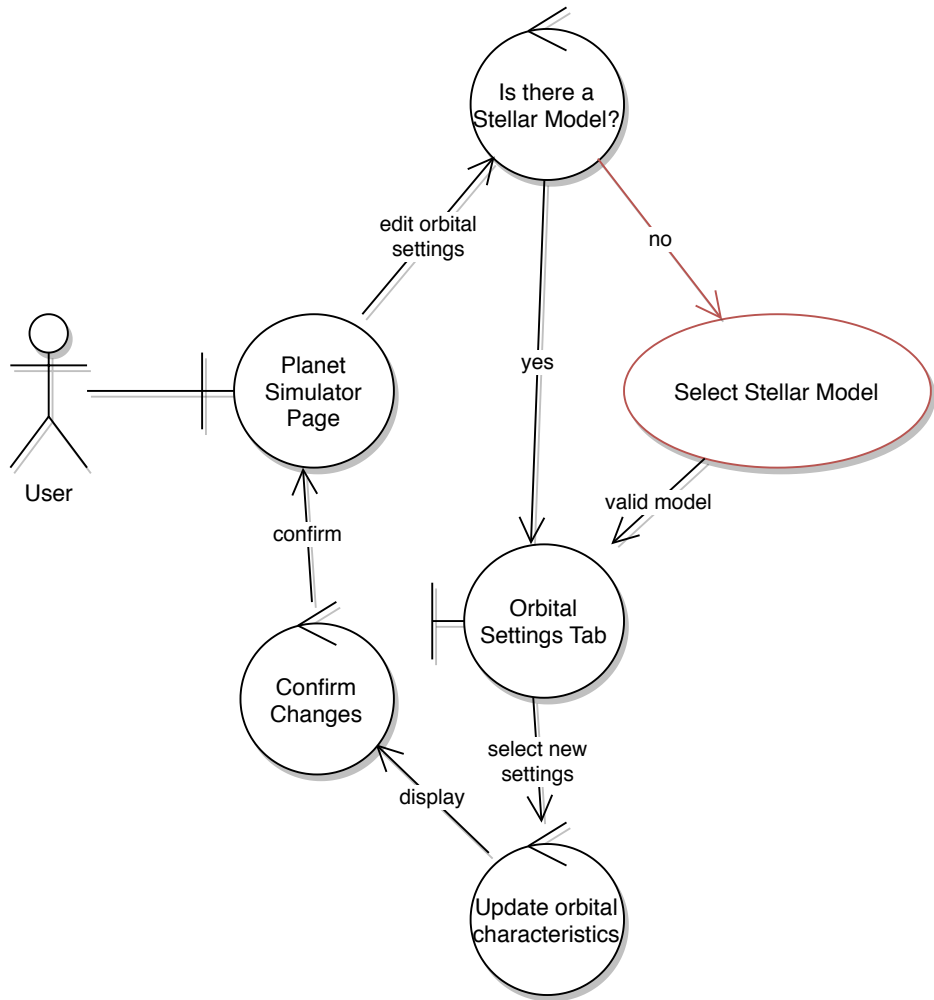 Is there a
Stellar Model?
edit orbital
settings
no
Planet
Simulator
Page
yes
Select Stellar Model
User
valid model
confirm
Orbital
Settings Tab
Confirm
Changes
select new
settings
display
Update orbital
characteristics